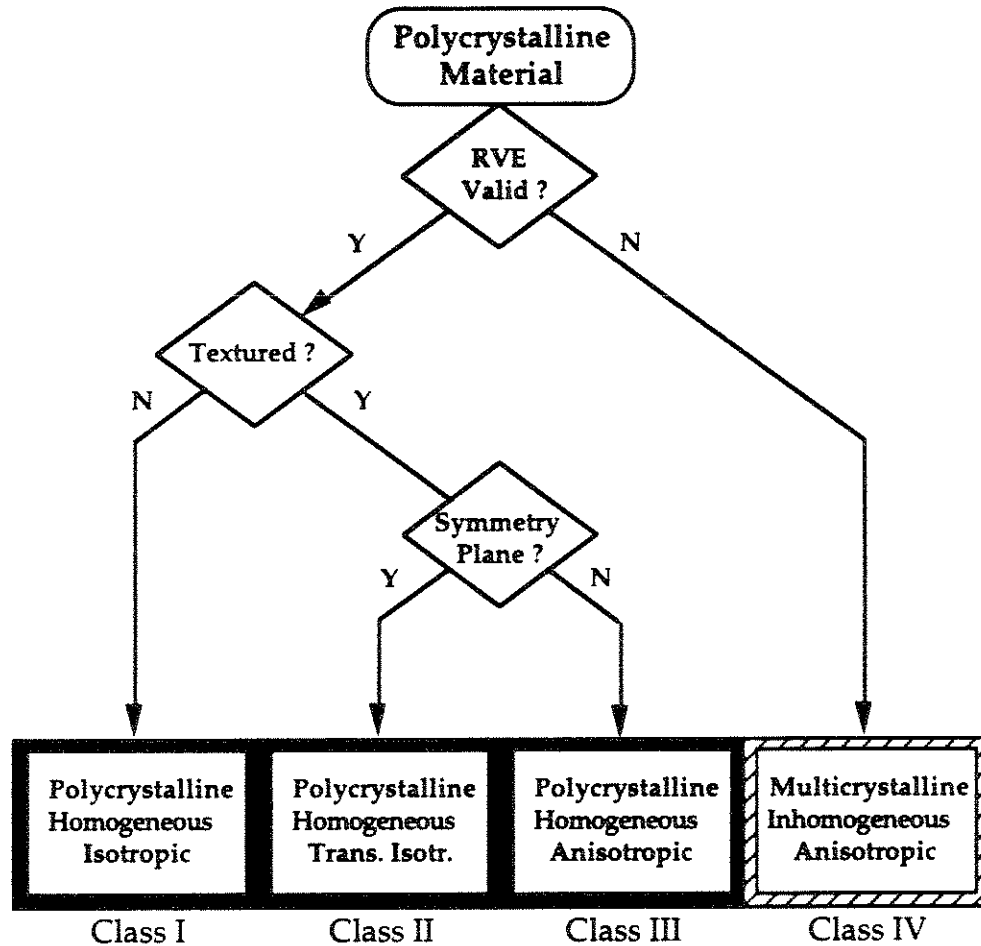 Polycrystalline
Material
RVE
Valid ?
Y
N
Textured ?
N
Y
Symmetry
Plane ?
Y
N
Polycrystalline
Homogeneous
Isotropic
Polycrystalline
Homogeneous
Trans. Isotr.
Polycrystalline
Homogeneous
Anisotropic
Multicrystalline
Inhomogeneous
Anisotropic
Class I
Class II
Class III
Class IV